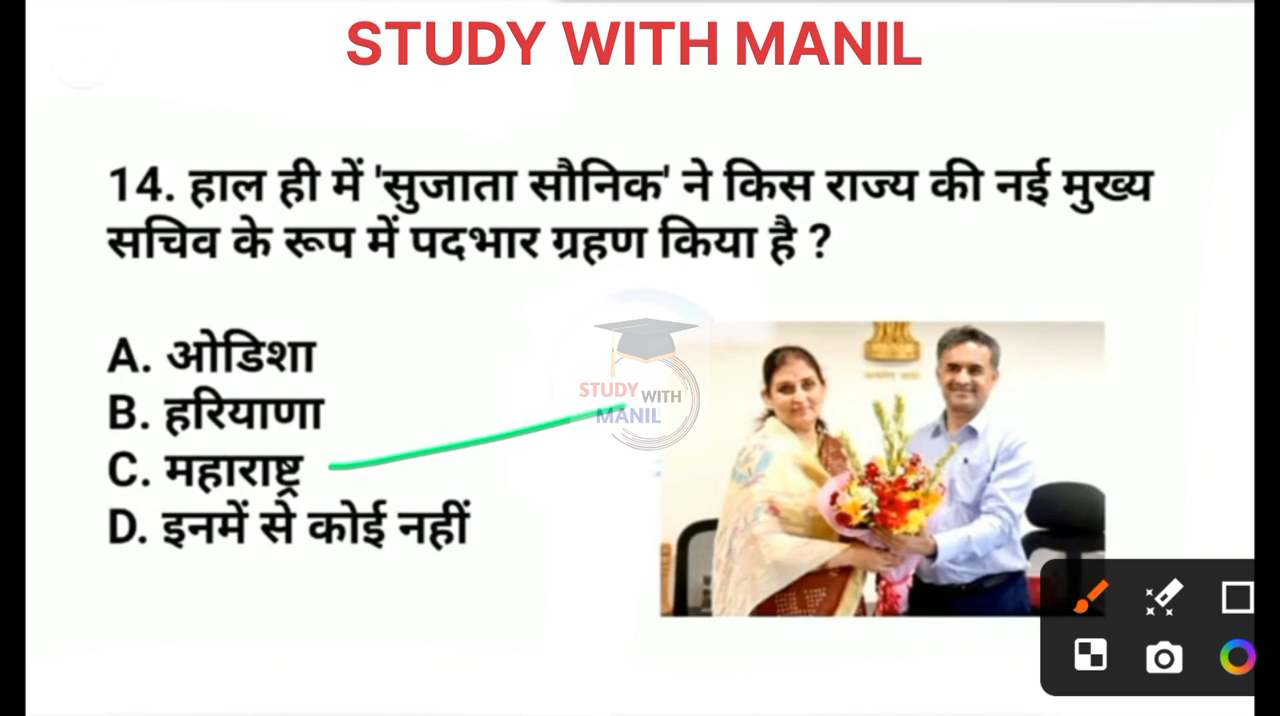 STUDY WITH MANIL
14. हाल ही में 'सुजाता सौनिक' ने किस राज्य की नई मुख्य
सचिव के रूप में पदभार ग्रहण किया है ?
A. ओडिशा
B. हरियाणा
C. महाराष्ट्र
D. इनमें से कोई नहीं
STUDY WITH
MANIL